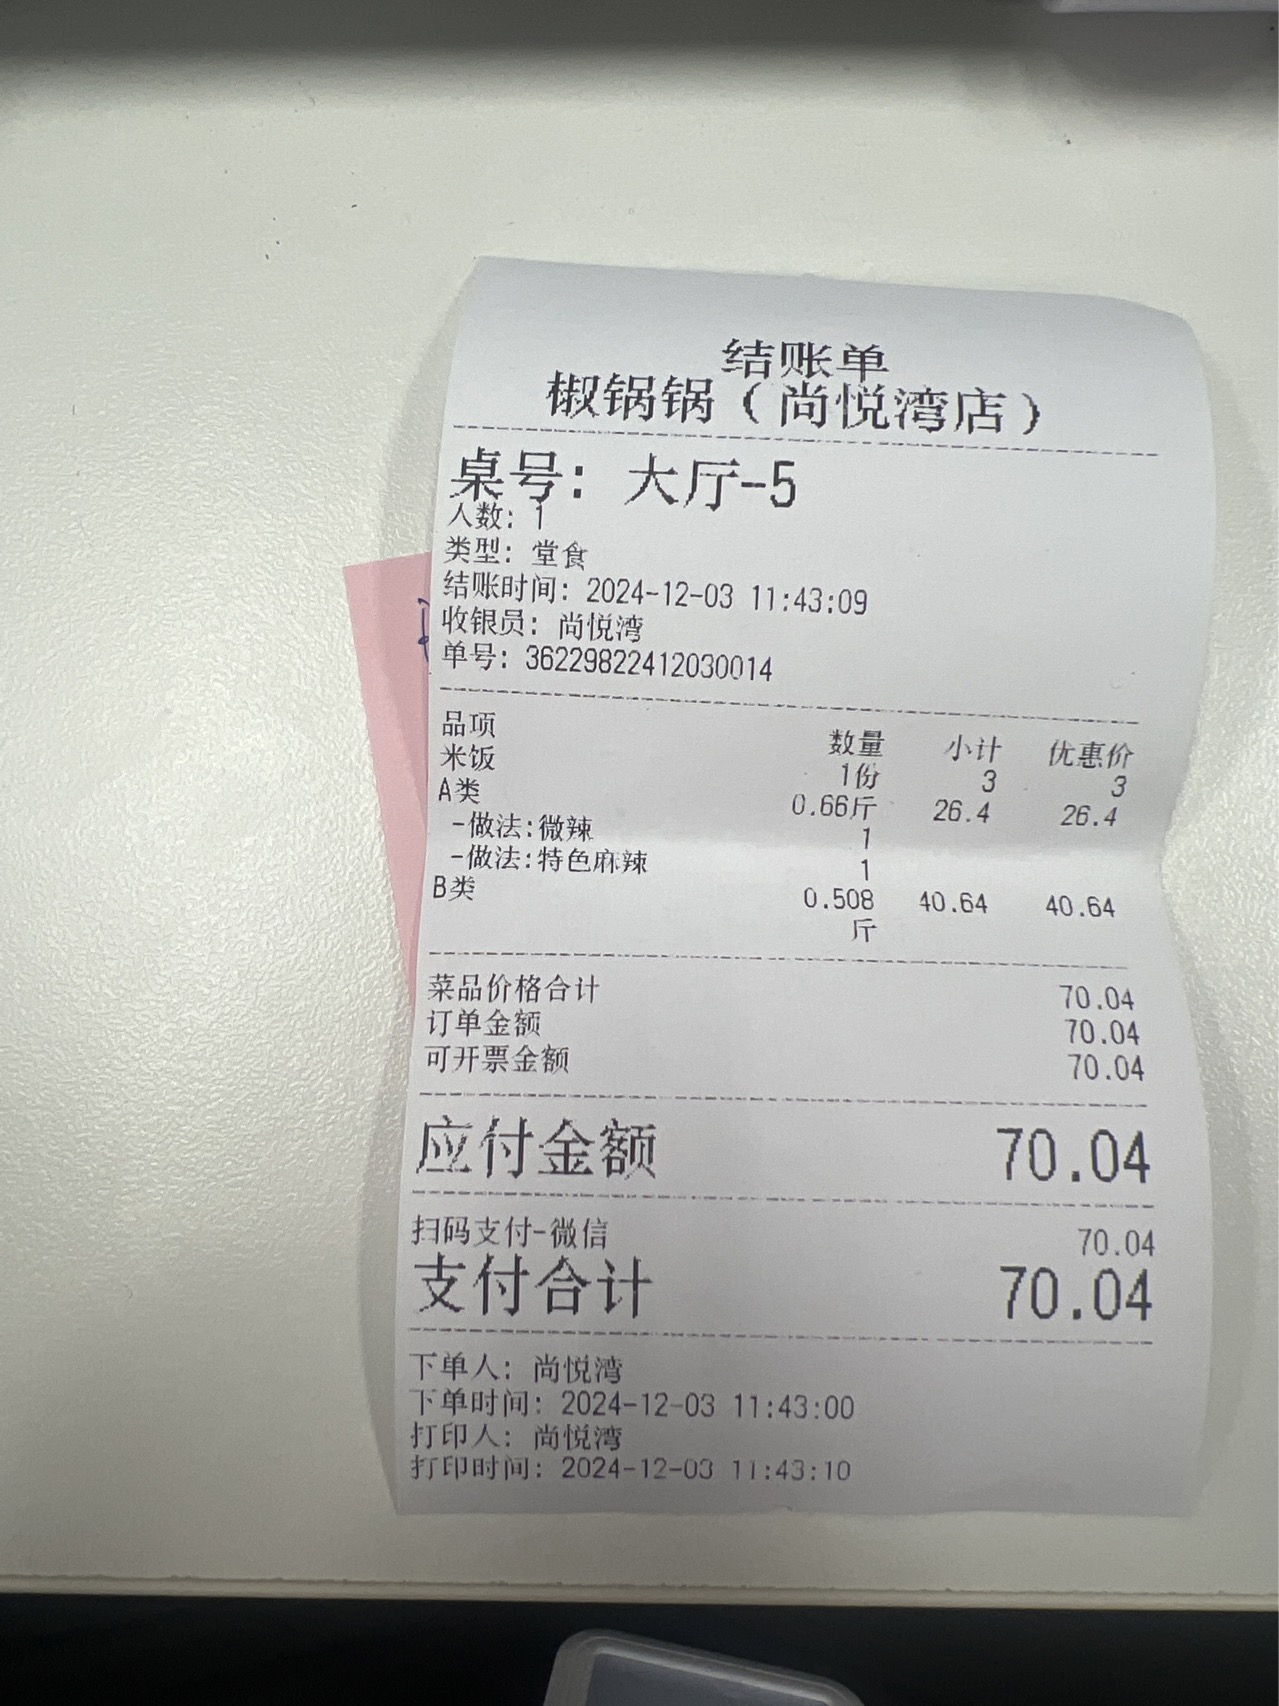 结账单
椒锅锅（尚悦湾店）
桌号：大厅-5
人数：1
类型：堂食
结账时间：2024-12-03 11:43:09
收银员：尚悦湾
单号：36229822412030014
品项 数量 小计 优惠价
米饭 1份 3 3
A类 0.66斤 26.4 26.4
-做法:微辣 1
-做法:特色麻辣 1
B类 0.508 40.64 40.64
斤
菜品价格合计 70.04
订单金额 70.04
可开票金额 70.04
应付金额 70.04
扫码支付-微信 70.04
支付合计 70.04
下单人：尚悦湾
下单时间：2024-12-03 11:43:00
打印人：尚悦湾
打印时间：2024-12-03 11:43:10